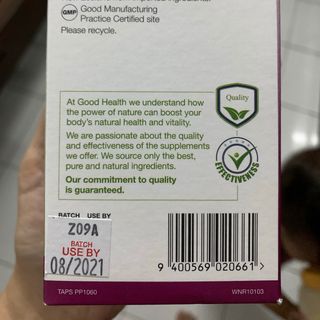 GMP
Good Manufacturing
Practice Certified site
Please recycle.
At Good Health we understand how
the power of nature can boost your
body's natural health and vitality.
We are passionate about the quality
and effectiveness of the supplements
we offer. We source only the best,
pure and natural ingredients.
Our commitment to quality
is guaranteed.
Quality
EFFECTIVENESS
BATCH USE BY
Z09A
BATCH
USE BY
08/2021
9 400569 020661 >
TAPS PP1060
WNR10103